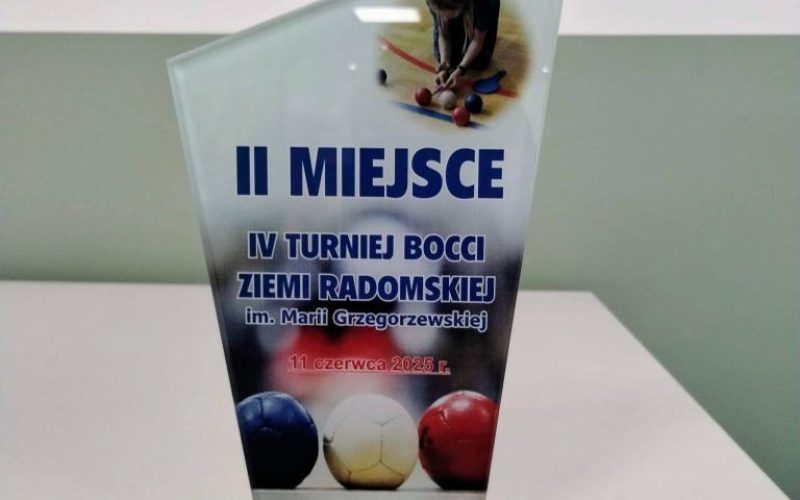 II MIEJSCE
IV TURNIEJ BOCCI
ZIEMI RADOMSKIEJ
im. Marii Grzegorzewskiej
11 czerwca 2025 r.